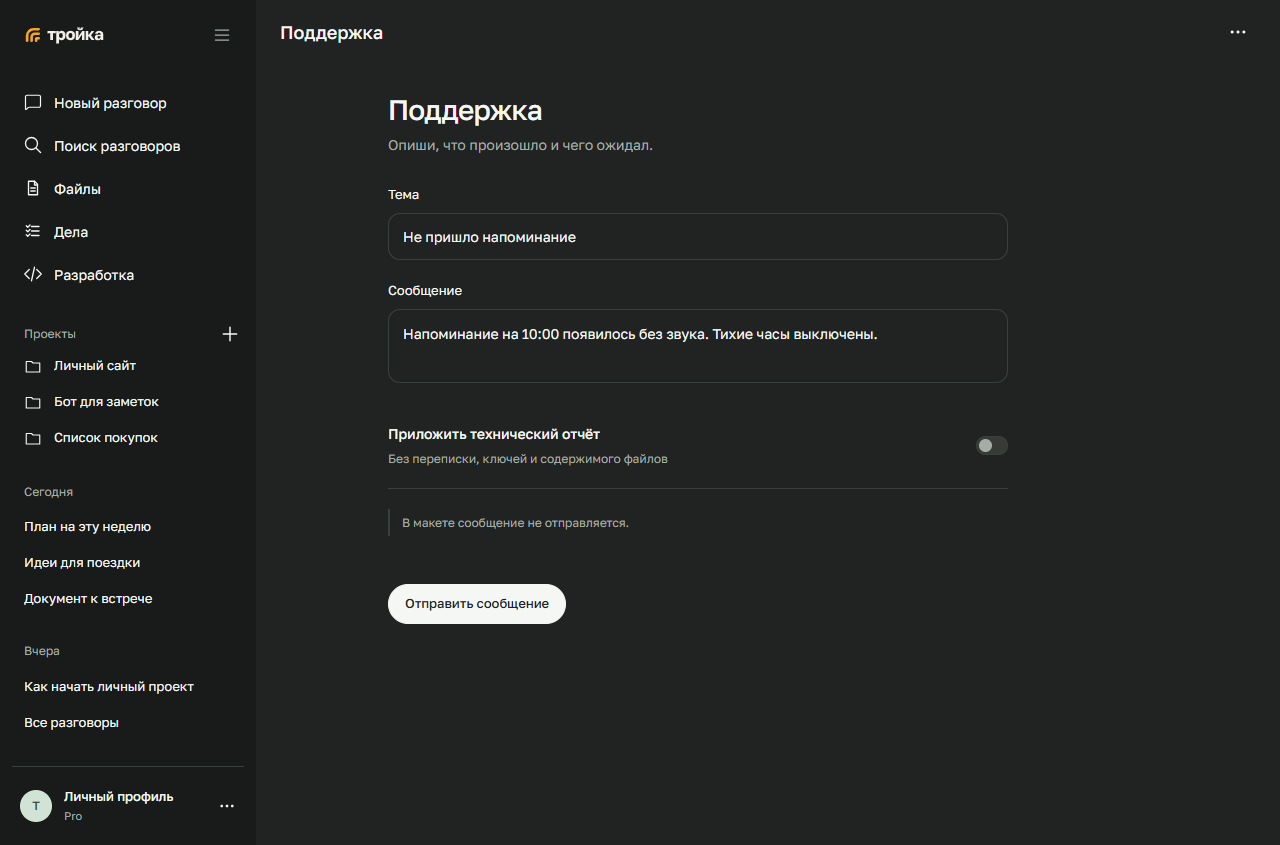 тройка
Новый разговор
Поиск разговоров
Файлы
Дела
Разработка
Проекты
Личный сайт
Бот для заметок
Список покупок
Сегодня
План на эту неделю
Идеи для поездки
Документ к встрече
Вчера
Как начать личный проект
Все разговоры
Т
Личный профиль
Pro
Поддержка
Поддержка
Опиши, что произошло и чего ожидал.
Тема
Не пришло напоминание
Сообщение
Напоминание на 10:00 появилось без звука. Тихие часы выключены.
Приложить технический отчёт
Без переписки, ключей и содержимого файлов
В макете сообщение не отправляется.
Отправить сообщение